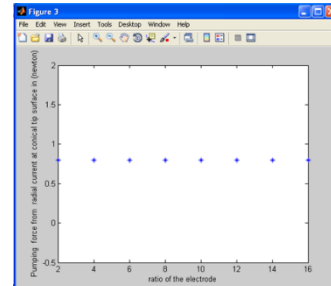 Figure 3
File Edit View Insert Tools Desktop Window Help
Pumping force from radial current at conical tip surface in (newton)
2
1.5
1
0.5
0
-0.5
2 4 6 8 10 12 14 16
ratio of the electrode